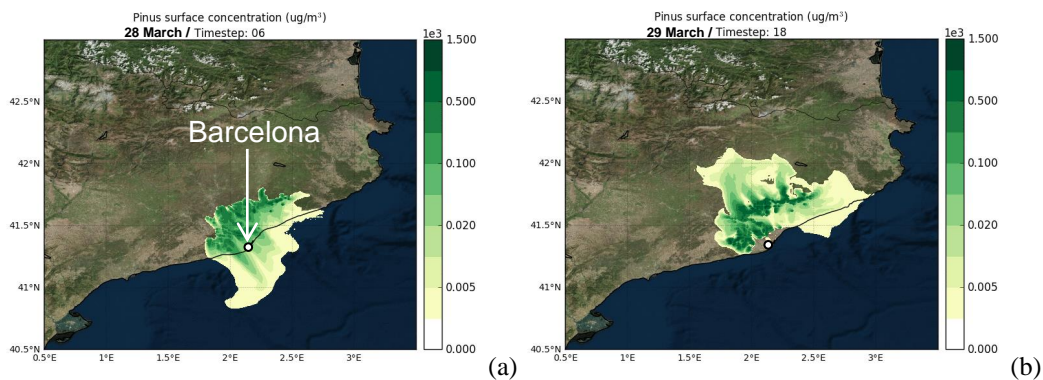 Pinus surface concentration (ug/m³)
28 March / Timestep: 06
1e3
1.500
0.500
0.100
0.020
0.005
0.000
42.5°N
42°N
41.5°N
41°N
40.5°N
0.5°E
1°E
1.5°E
2°E
2.5°E
3°E
Barcelona
(a)
Pinus surface concentration (ug/m³)
29 March / Timestep: 18
1e3
1.500
0.500
0.100
0.020
0.005
0.000
42.5°N
42°N
41.5°N
41°N
40.5°N
0.5°E
1°E
1.5°E
2°E
2.5°E
3°E
(b)